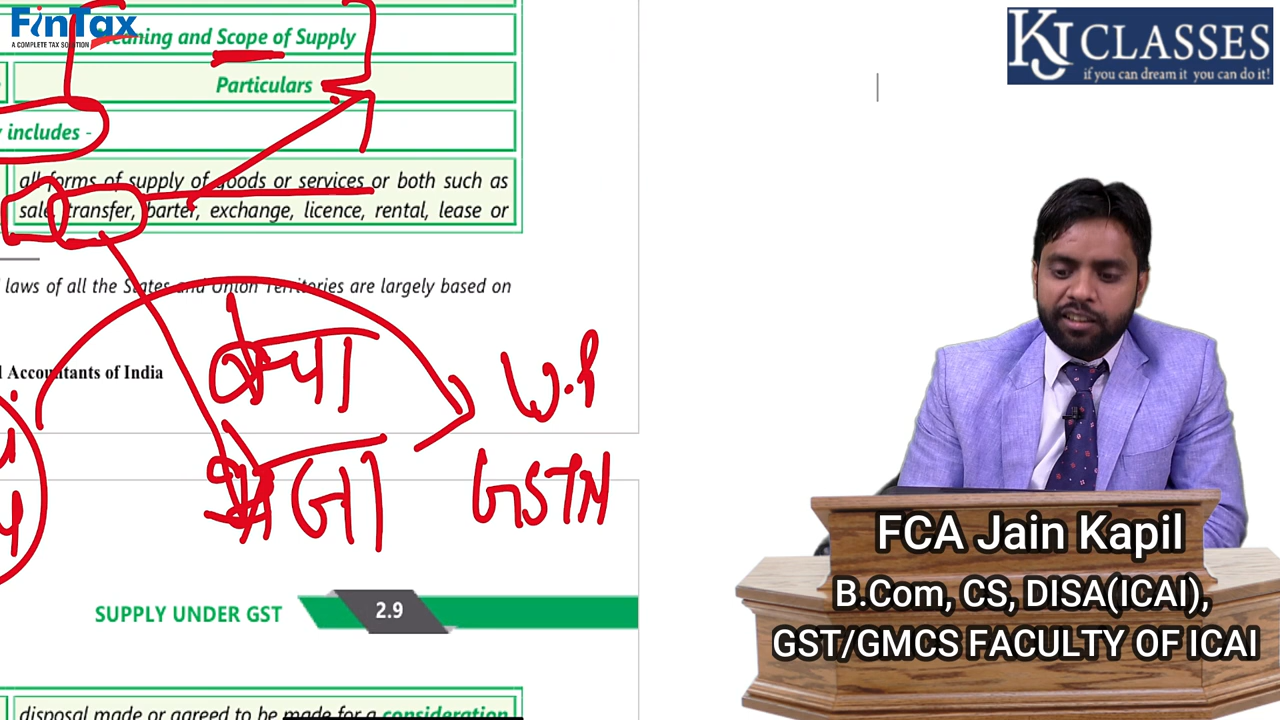 FinTax
A COMPLETE TAX SOLUTION
Meaning and Scope of Supply
Particulars
includes -
all forms of supply of goods or services or both such as
sale, transfer, barter, exchange, licence, rental, lease or
laws of all the States and Union Territories are largely based on
Accountants of India
GSTN
SUPPLY UNDER GST 2.9
disposal made or agreed to be made for a consideration
KJ CLASSES
if you can dream it you can do it!
FCA Jain Kapil
B.Com, CS, DISA(ICAI),
GST/GMCS FACULTY OF ICAI